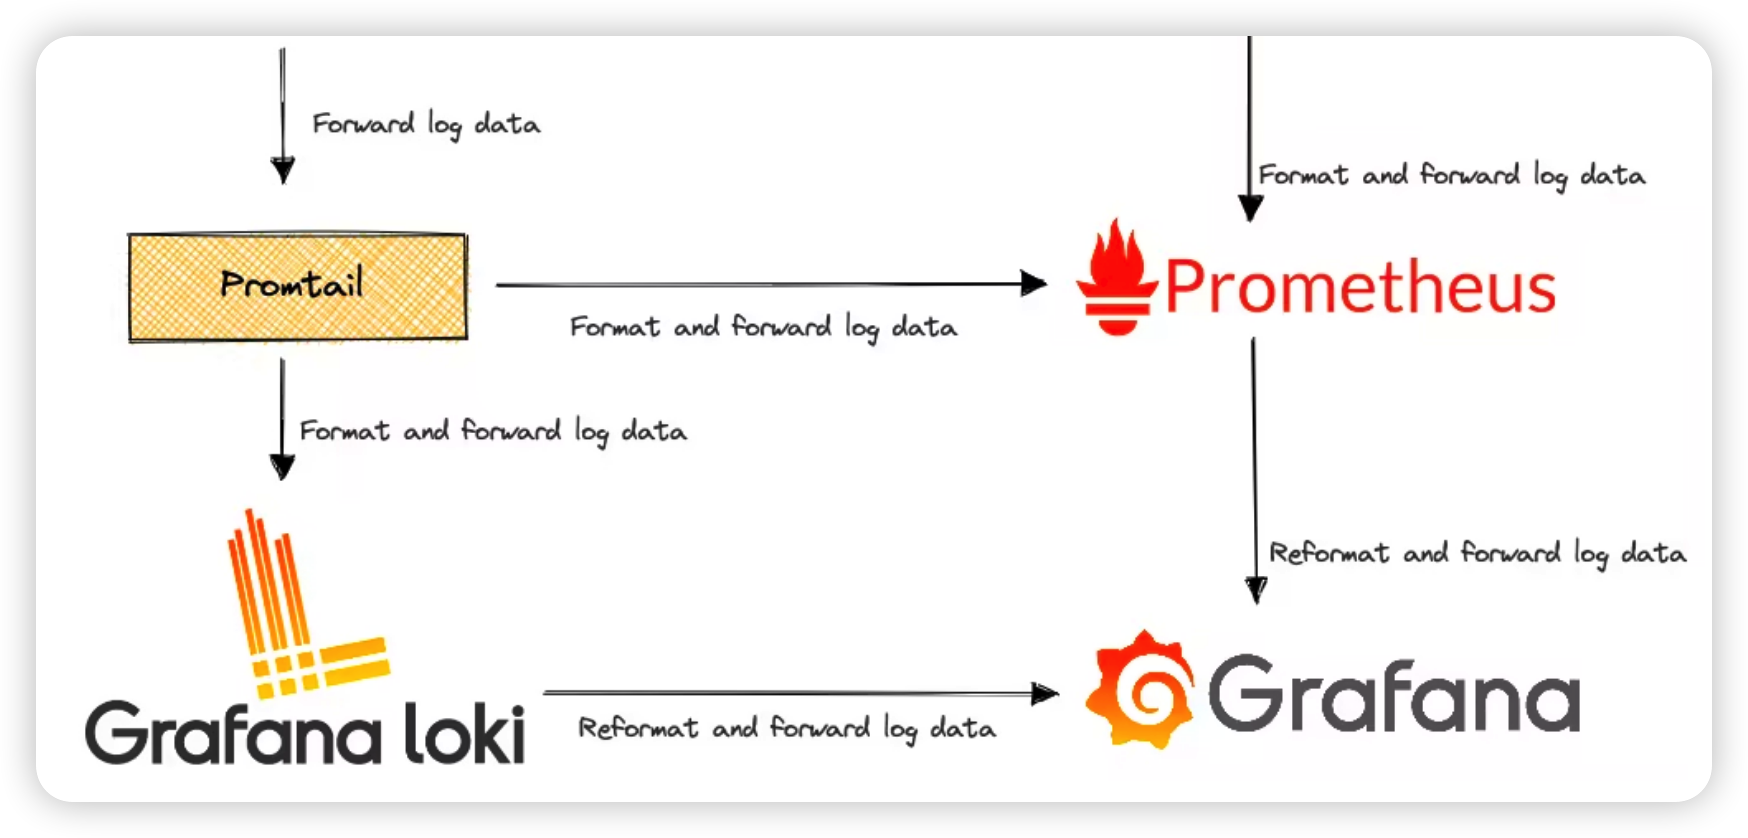 Forward log data
Format and forward log data
Promtail
Prometheus
Format and forward log data
Format and forward log data
Reformat and forward log data
Grafana
Grafana loki
Reformat and forward log data